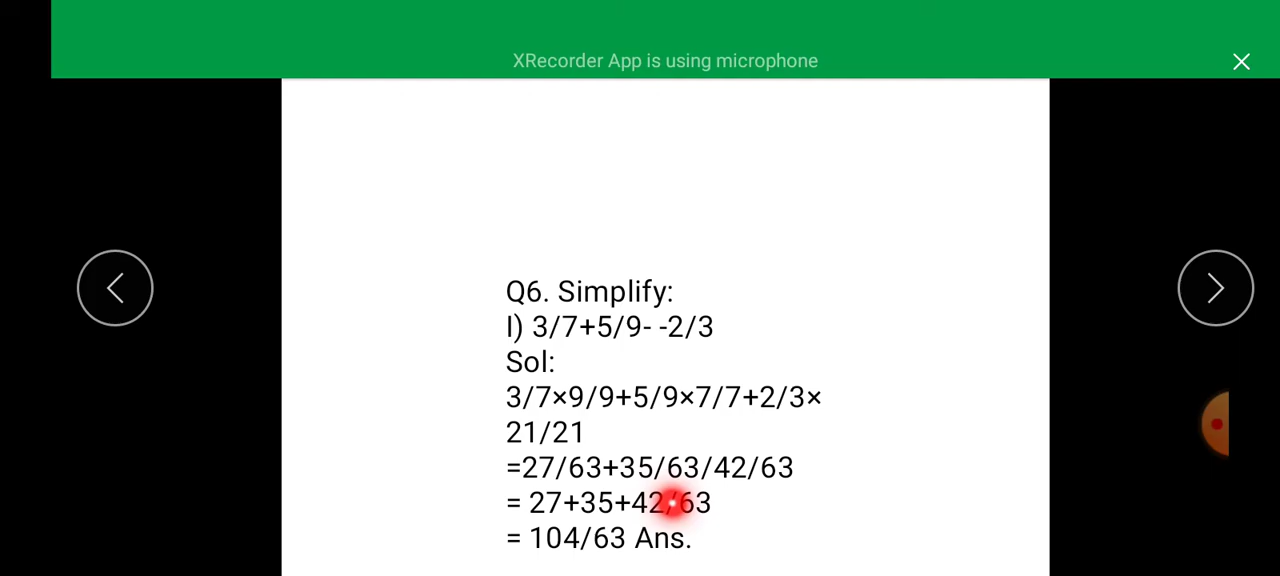 XRecorder App is using microphone
Q6. Simplify:
I) 3/7+5/9- -2/3
Sol:
3/7×9/9+5/9×7/7+2/3×
21/21
=27/63+35/63/42/63
= 27+35+42/63
= 104/63 Ans.